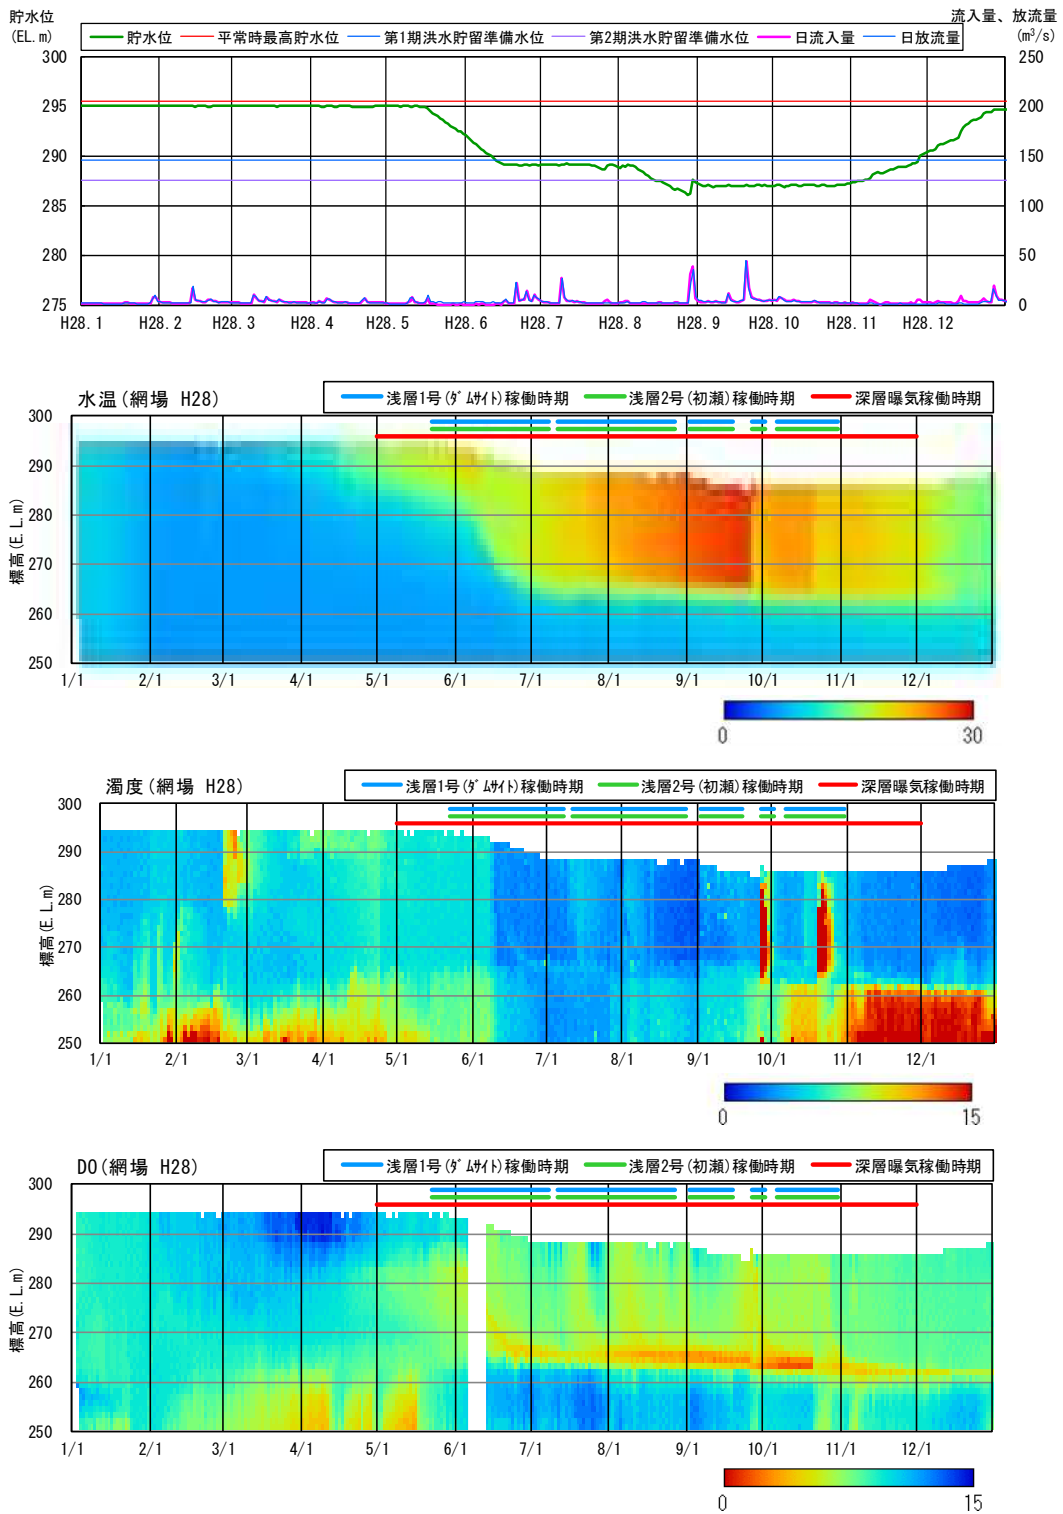 貯水位
(EL.m)
流入量、放流量
(m³/s)
貯水位 平常時最高貯水位 第1期洪水貯留準備水位 第2期洪水貯留準備水位 日流入量 日放流量
300 250
295 200
290 150
285 100
280 50
275 0
H28.1 H28.2 H28.3 H28.4 H28.5 H28.6 H28.7 H28.8 H28.9 H28.10 H28.11 H28.12
水温(網場 H28)
浅層1号(ﾀﾞﾑｻｲﾄ)稼働時期 浅層2号(初瀬)稼働時期 深層曝気稼働時期
標高(E.L.m)
300
290
280
270
260
250
1/1 2/1 3/1 4/1 5/1 6/1 7/1 8/1 9/1 10/1 11/1 12/1
0 30
濁度(網場 H28)
浅層1号(ﾀﾞﾑｻｲﾄ)稼働時期 浅層2号(初瀬)稼働時期 深層曝気稼働時期
標高(E.L.m)
300
290
280
270
260
250
1/1 2/1 3/1 4/1 5/1 6/1 7/1 8/1 9/1 10/1 11/1 12/1
0 15
DO(網場 H28)
浅層1号(ﾀﾞﾑｻｲﾄ)稼働時期 浅層2号(初瀬)稼働時期 深層曝気稼働時期
標高(E.L.m)
300
290
280
270
260
250
1/1 2/1 3/1 4/1 5/1 6/1 7/1 8/1 9/1 10/1 11/1 12/1
0 15